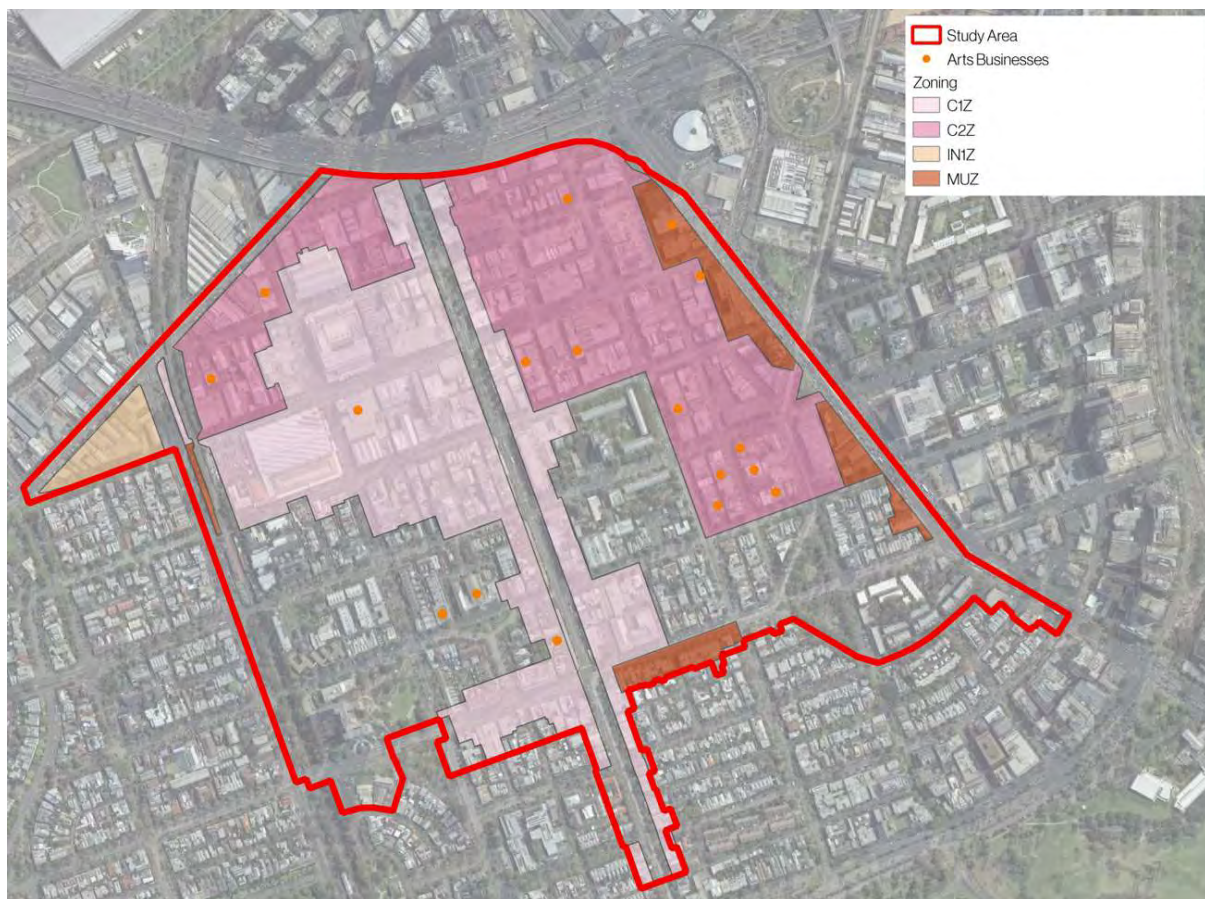 Study Area
Arts Businesses
Zoning
C1Z
C2Z
IN1Z
MUZ